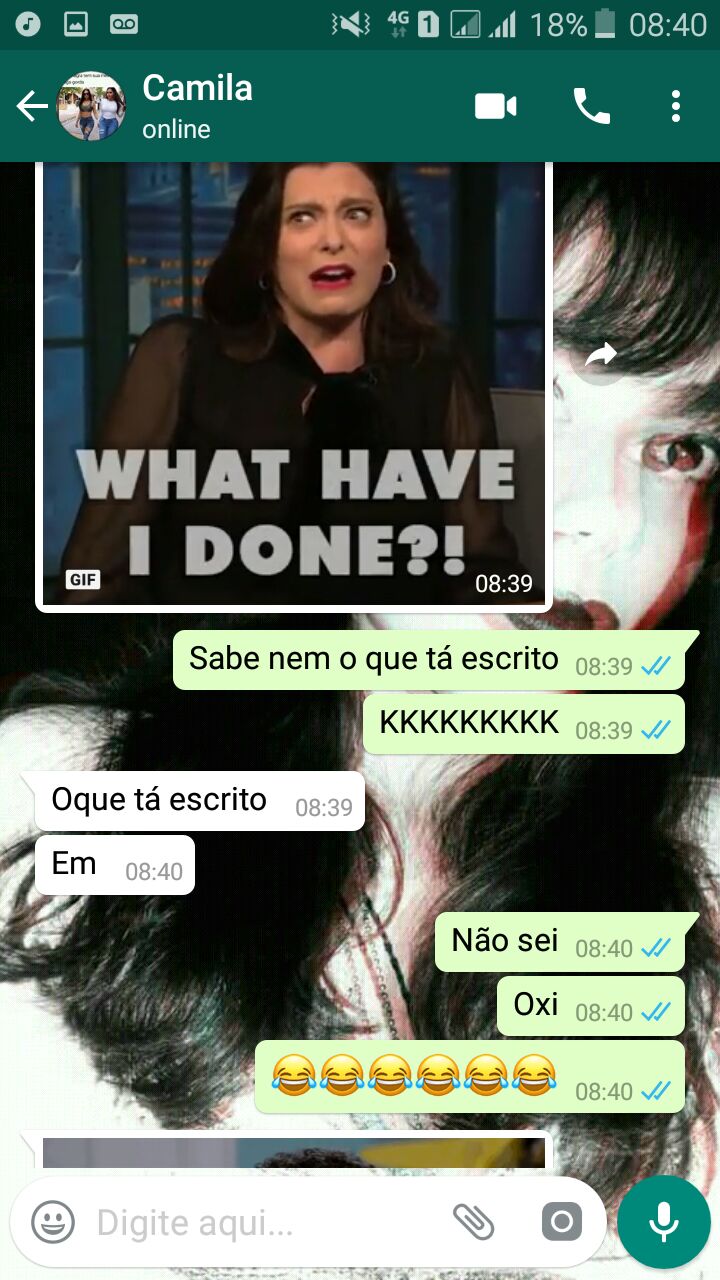 4G 1 18% 08:40
Camila
online
WHAT HAVE
I DONE?!
GIF 08:39
Sabe nem o que tá escrito 08:39
KKKKKKKKK 08:39
Oque tá escrito 08:39
Em 08:40
Não sei 08:40
Oxi 08:40
😂😂😂😂😂😂 08:40
Digite aqui...